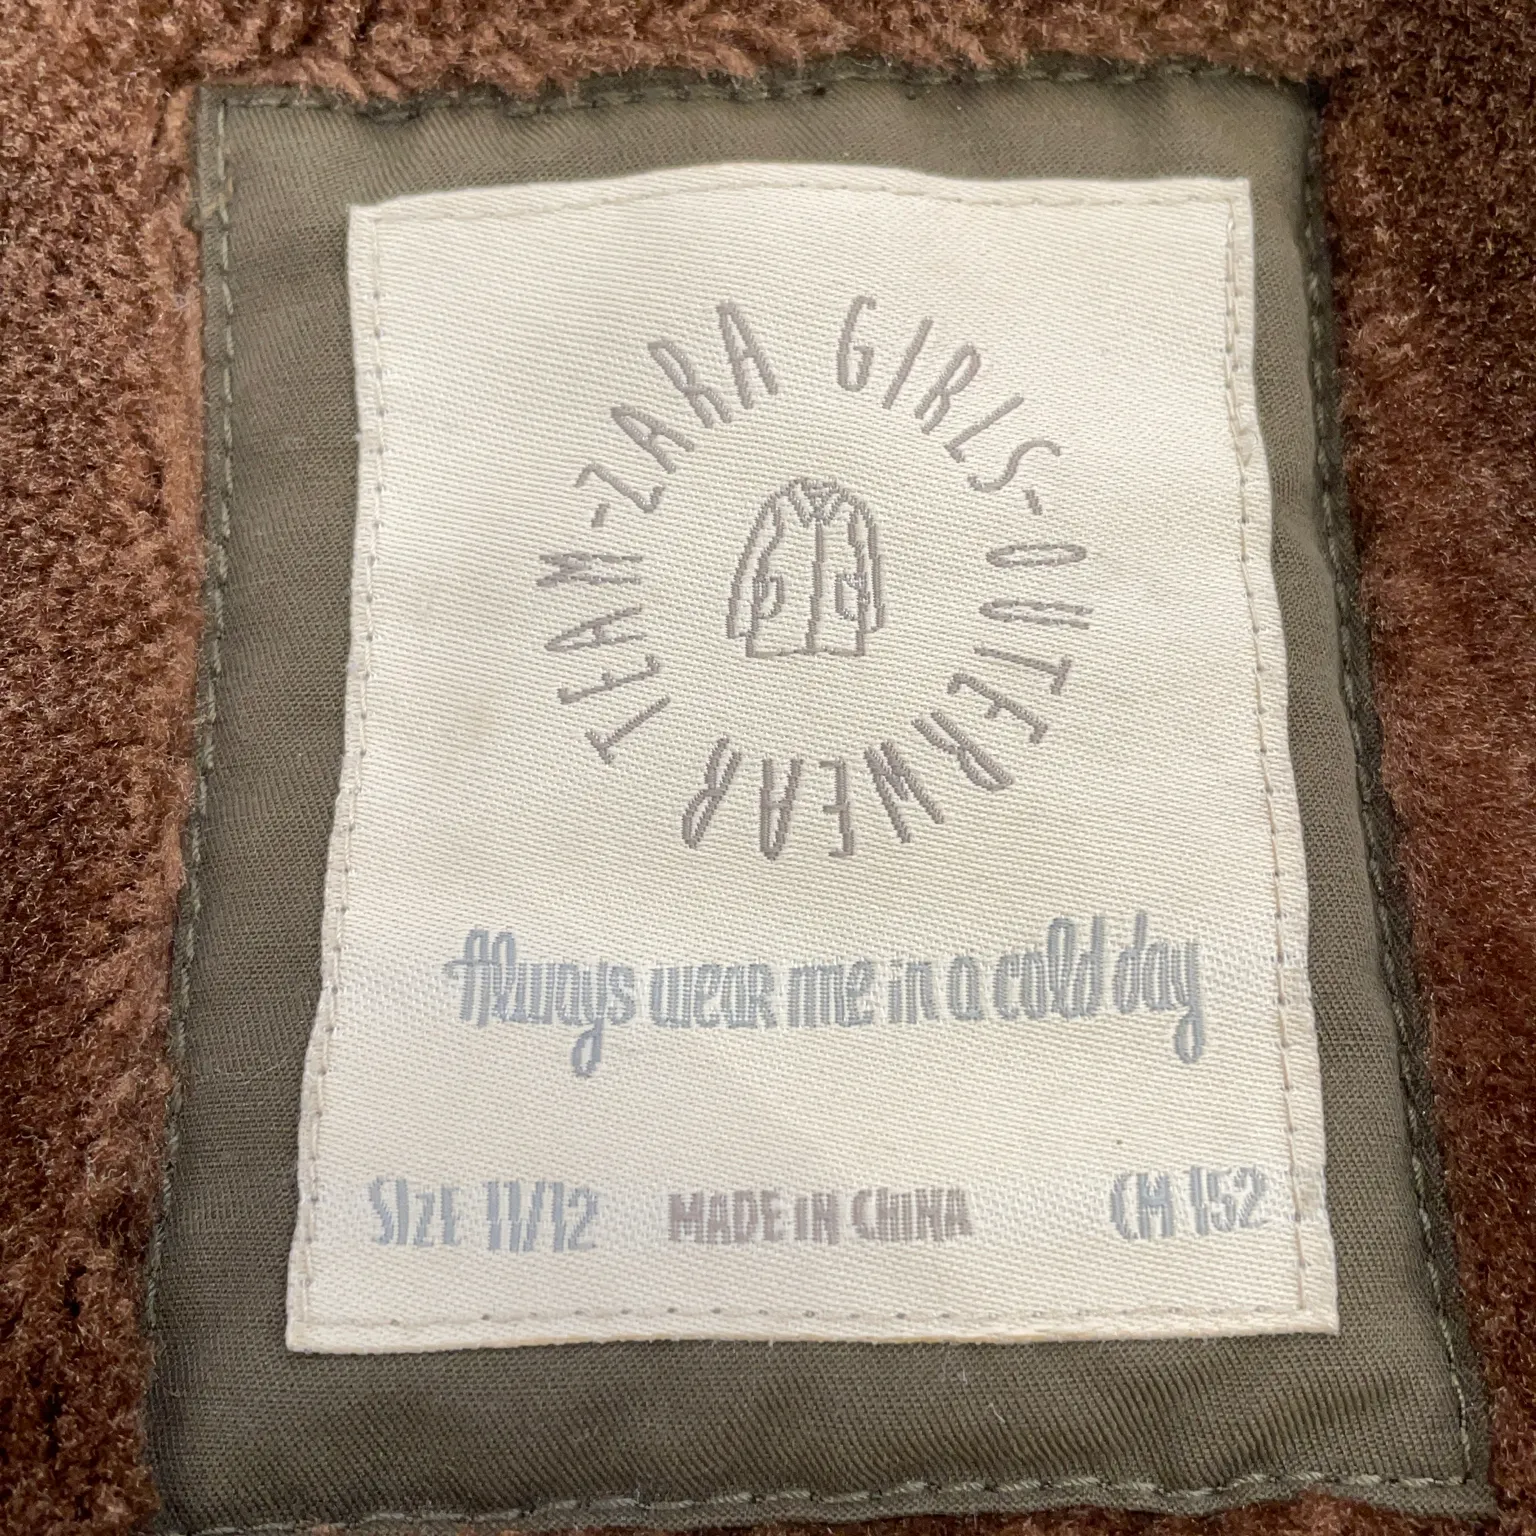 -ZARA GIRLS-OUTERWEAR TEAM
Always wear me in a cold day
SIZE 11/12 MADE IN CHINA CM 152